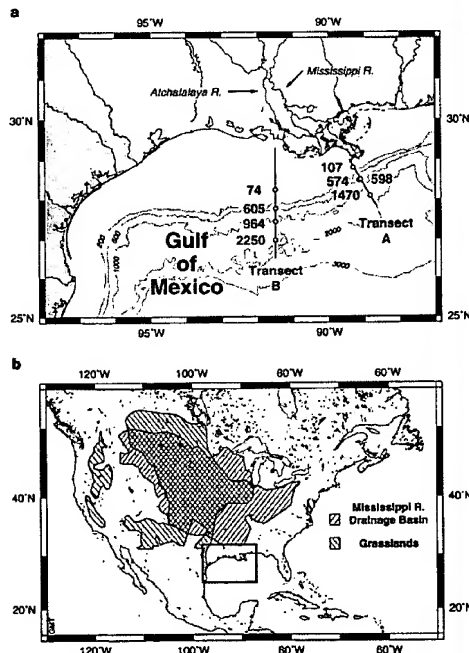 a
95°W 90°W
Mississippi R.
Atchafalaya R.
30°N 30°N
107
574 598
74 1470
605
964
2250
Transect A
Transect B
Gulf of Mexico
200
1000
2000
3000
25°N 25°N
95°W 90°W
b
120°W 100°W 80°W 60°W
40°N 40°N
Mississippi R.
Drainage Basin
Grasslands
20°N 20°N
120°W 100°W 80°W 60°W